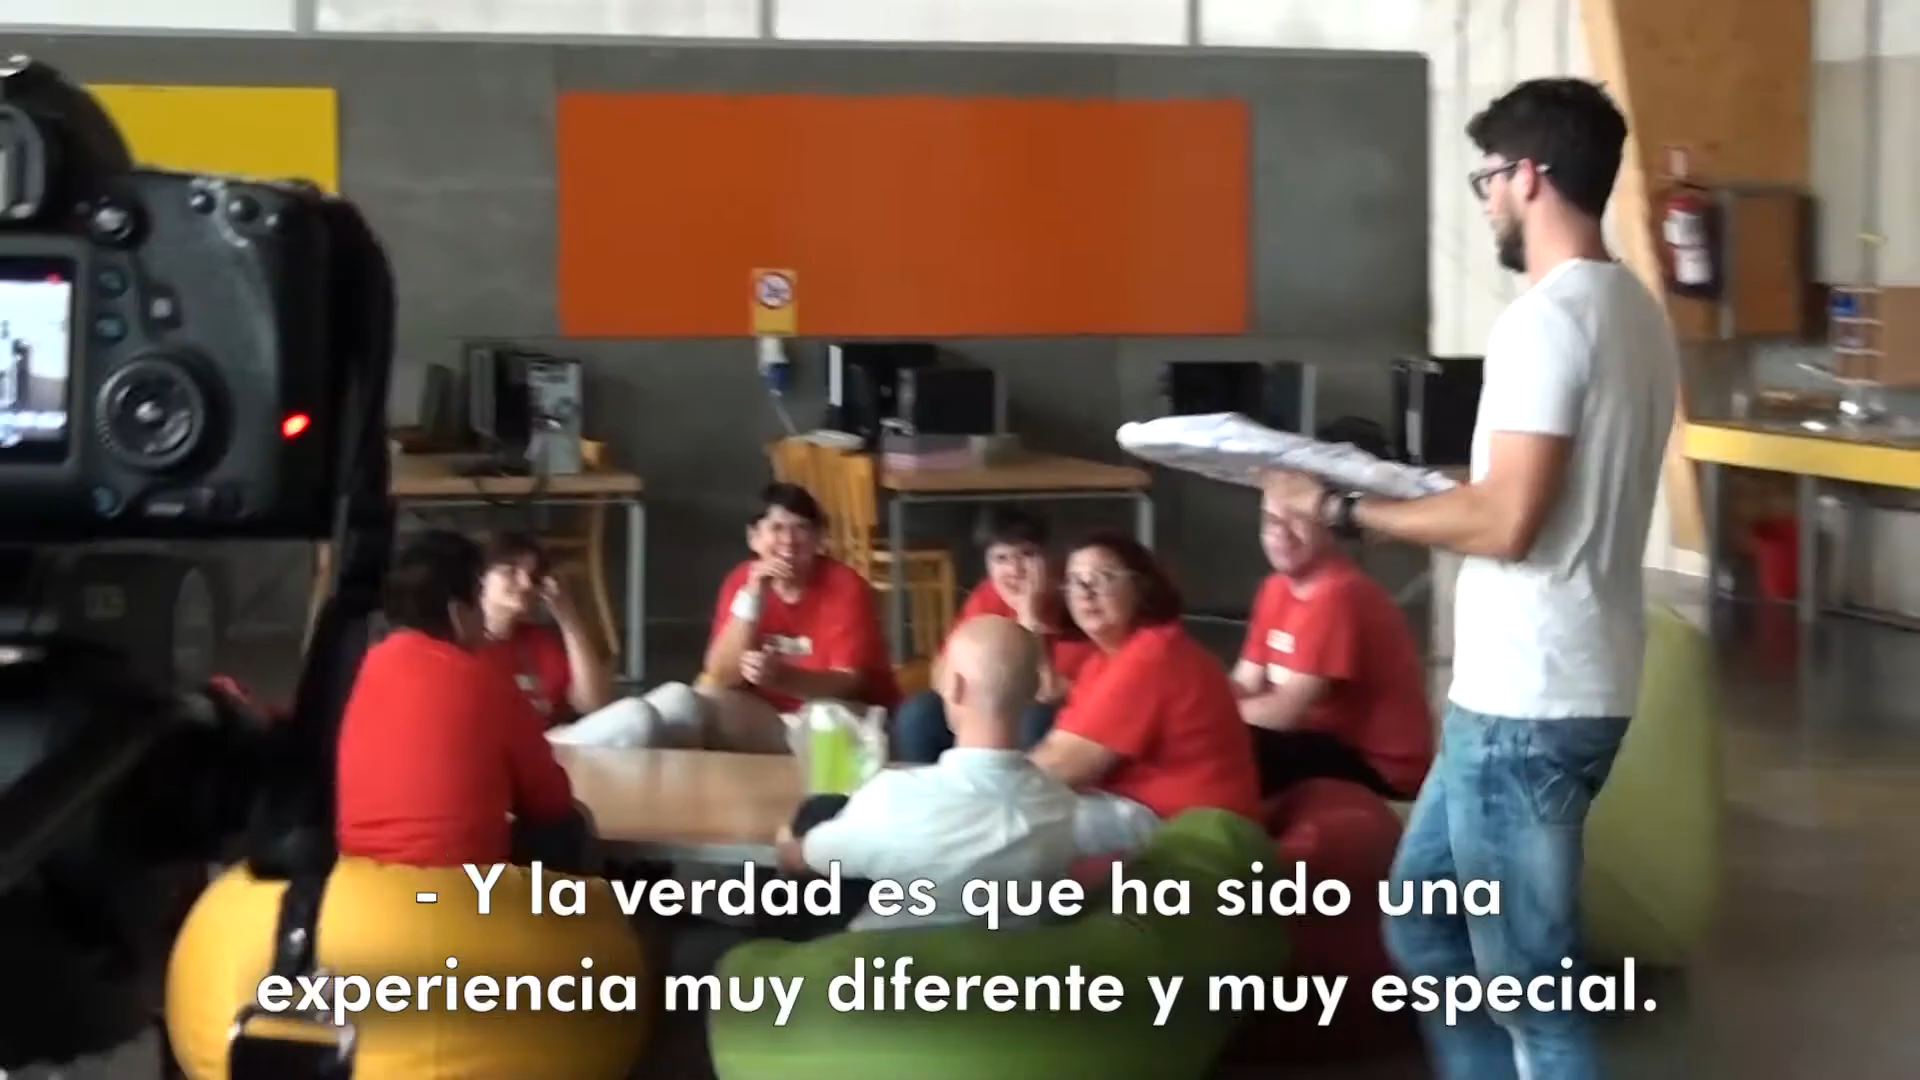 - Y la verdad es que ha sido una
experiencia muy diferente y muy especial.